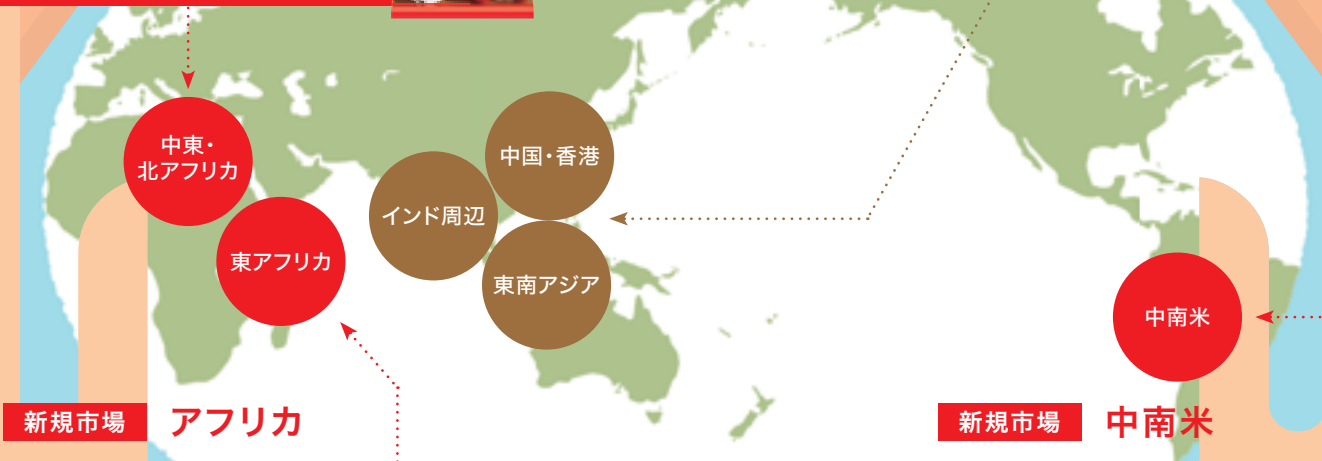 中東・
北アフリカ
東アフリカ
インド周辺
中国・香港
東南アジア
中南米
新規市場 アフリカ
新規市場 中南米